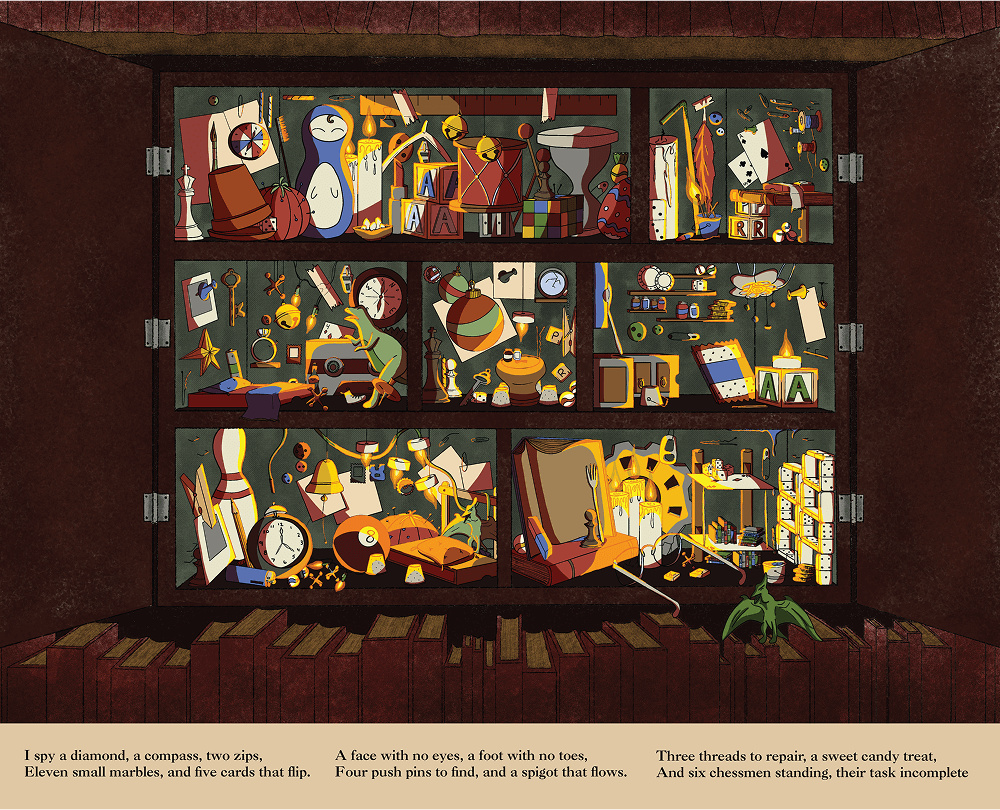 A
A
A
A
R
R
P
R
A
A
R
8
I spy a diamond, a compass, two zips,
Eleven small marbles, and five cards that flip.
A face with no eyes, a foot with no toes,
Four push pins to find, and a spigot that flows.
Three threads to repair, a sweet candy treat,
And six chessmen standing, their task incomplete